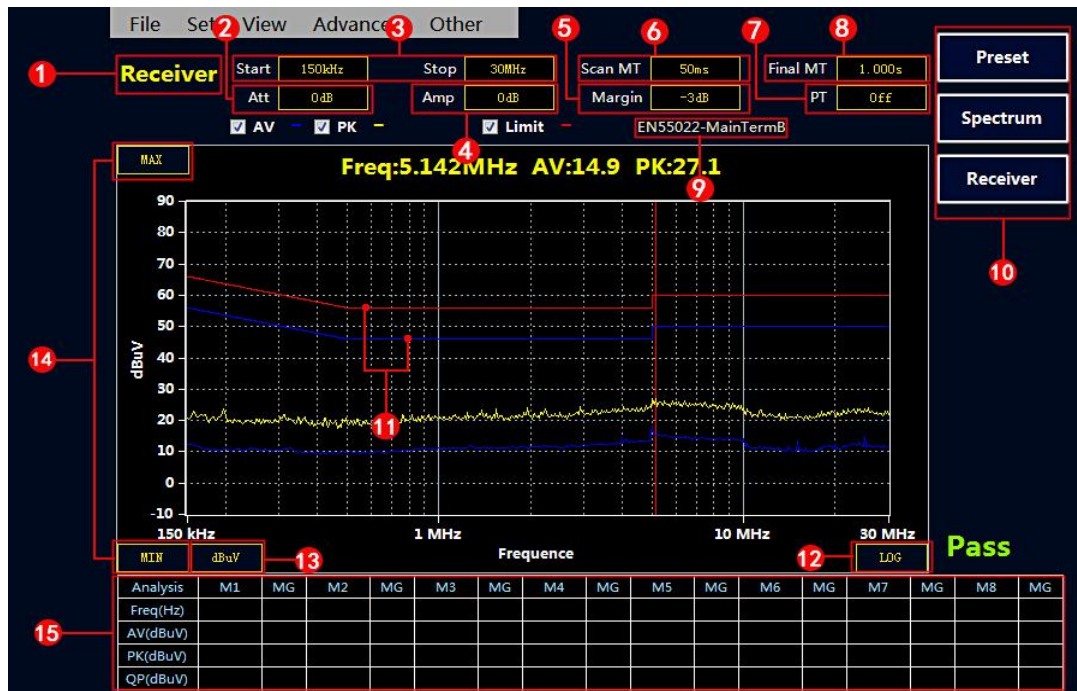 File Set View Advance Other
2 3 5 6 7 8
1 Receiver Start 150kHz Stop 30MHz Scan MT 50ms Final MT 1.000s Preset
Att 0dB Amp 0dB Margin -3dB PT Off Spectrum
AV PK Limit EN55022-MainTermB
4 9
MAX Freq:5.142MHz AV:14.9 PK:27.1 Receiver
10
90
80
70
60
50
40
30
20
10
0
-10
dBuV
14
11
150 kHz 1 MHz 10 MHz 30 MHz
MIN dBuV 13 Frequence 12 LOG Pass
Analysis M1 MG M2 MG M3 MG M4 MG M5 MG M6 MG M7 MG M8 MG
Freq(Hz)
15 AV(dBuV)
PK(dBuV)
QP(dBuV)